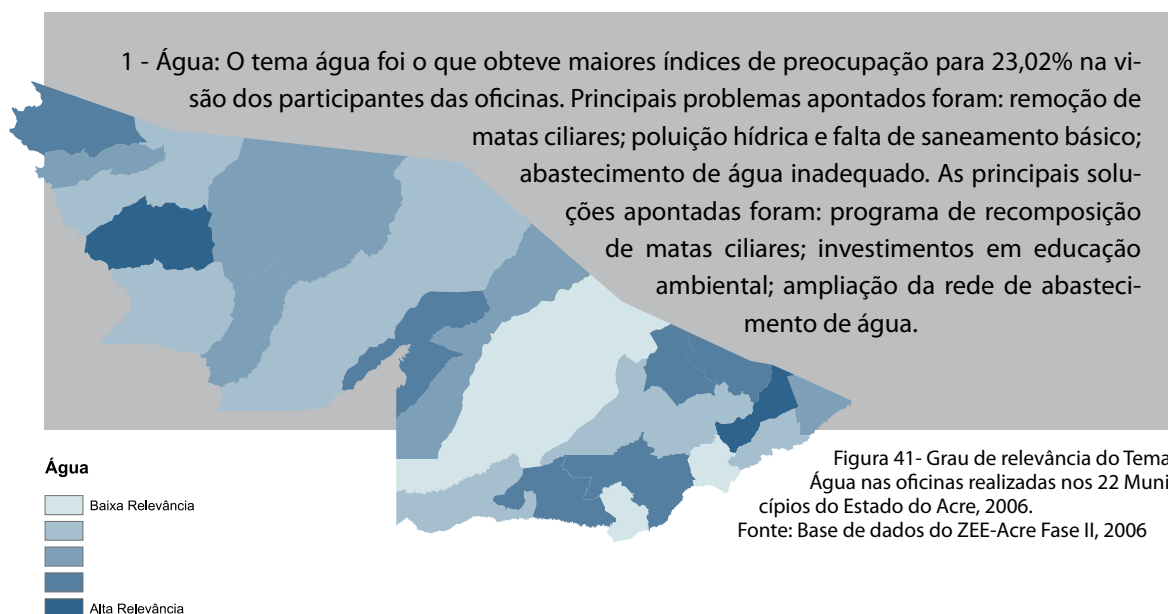 1 - Água: O tema água foi o que obteve maiores índices de preocupação para 23,02% na vi-
são dos participantes das oficinas. Principais problemas apontados foram: remoção de
matas ciliares; poluição hídrica e falta de saneamento básico;
abastecimento de água inadequado. As principais solu-
ções apontadas foram: programa de recomposição
de matas ciliares; investimentos em educação
ambiental; ampliação da rede de abasteci-
mento de água.
Água
Baixa Relevância
Alta Relevância
Figura 41- Grau de relevância do Tema
Água nas oficinas realizadas nos 22 Muni
cípios do Estado do Acre, 2006.
Fonte: Base de dados do ZEE-Acre Fase II, 2006